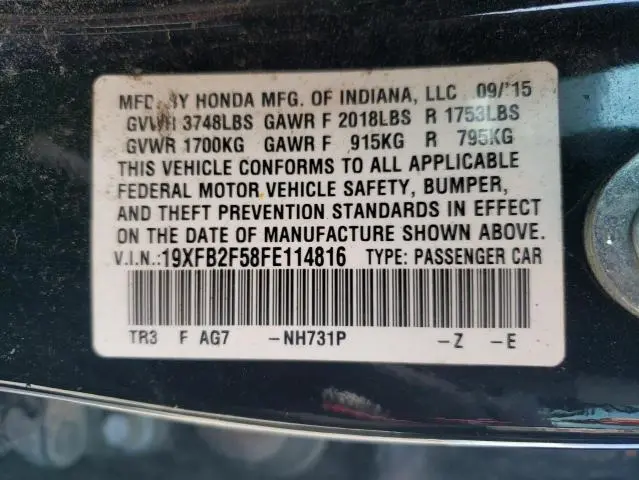 MFD. BY HONDA MFG. OF INDIANA, LLC 09/15
GVWR 3748LBS GAWR F 2018LBS R 1753LBS
GVWR 1700KG GAWR F 915KG R 795KG
THIS VEHICLE CONFORMS TO ALL APPLICABLE
FEDERAL MOTOR VEHICLE SAFETY, BUMPER,
AND THEFT PREVENTION STANDARDS IN EFFECT
ON THE DATE OF MANUFACTURE SHOWN ABOVE.
V.I.N.:19XFB2F58FE114816 TYPE: PASSENGER CAR
TR3 F AG7 -NH731P -Z -E